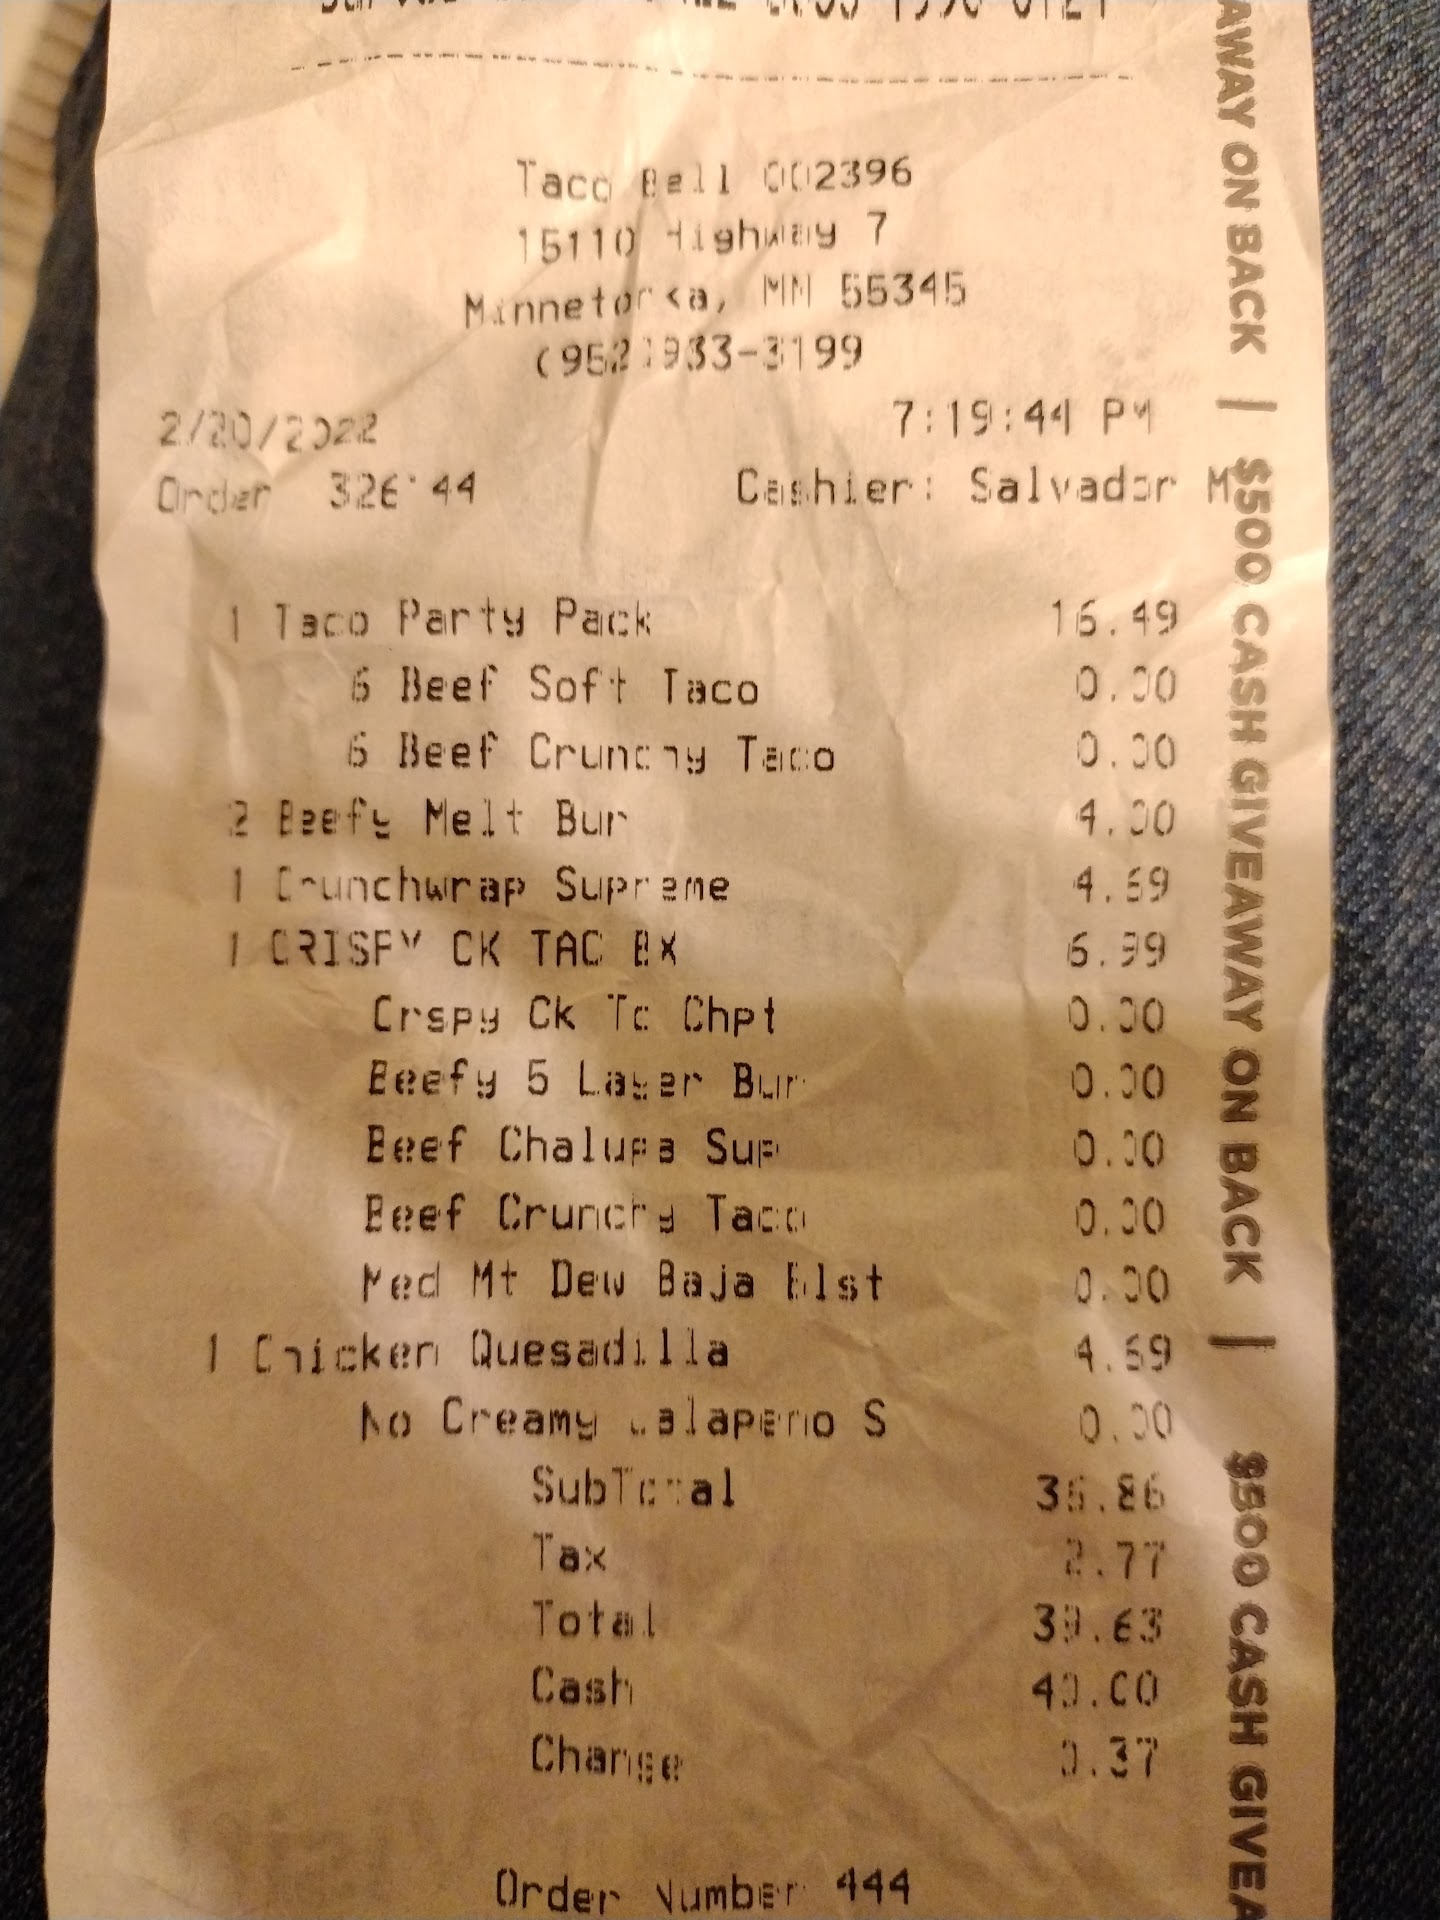 Taco Bell 002396
15110 Highway 7
Minnetonka, MN 55345
(952)933-3199
2/20/2022 7:19:44 PM
Order Cashier: Salvador M
1 Taco Party Pack 16.49
6 Beef Soft Taco 0.00
6 Beef Crunchy Taco 0.00
2 Beefy Melt Bur 4.00
1 Crunchwrap Supreme 4.69
1 CRISPY CK TAC BX 6.99
Crspy Ck Tc Chpt 0.00
Beefy 5 Layer Bur 0.00
Beef Chalupa Sup 0.00
Beef Crunchy Taco 0.00
Med Mt Dew Baja Blst 0.00
1 Chicken Quesadilla 4.69
No Creamy Jalapeno S 0.00
SubTotal 36.86
Tax 2.77
Total 39.63
Cash 40.00
Change 0.37
Order Number 444
AWAY ON BACK | $500 CASH GIVEAWAY ON BACK | $500 CASH GIVEA